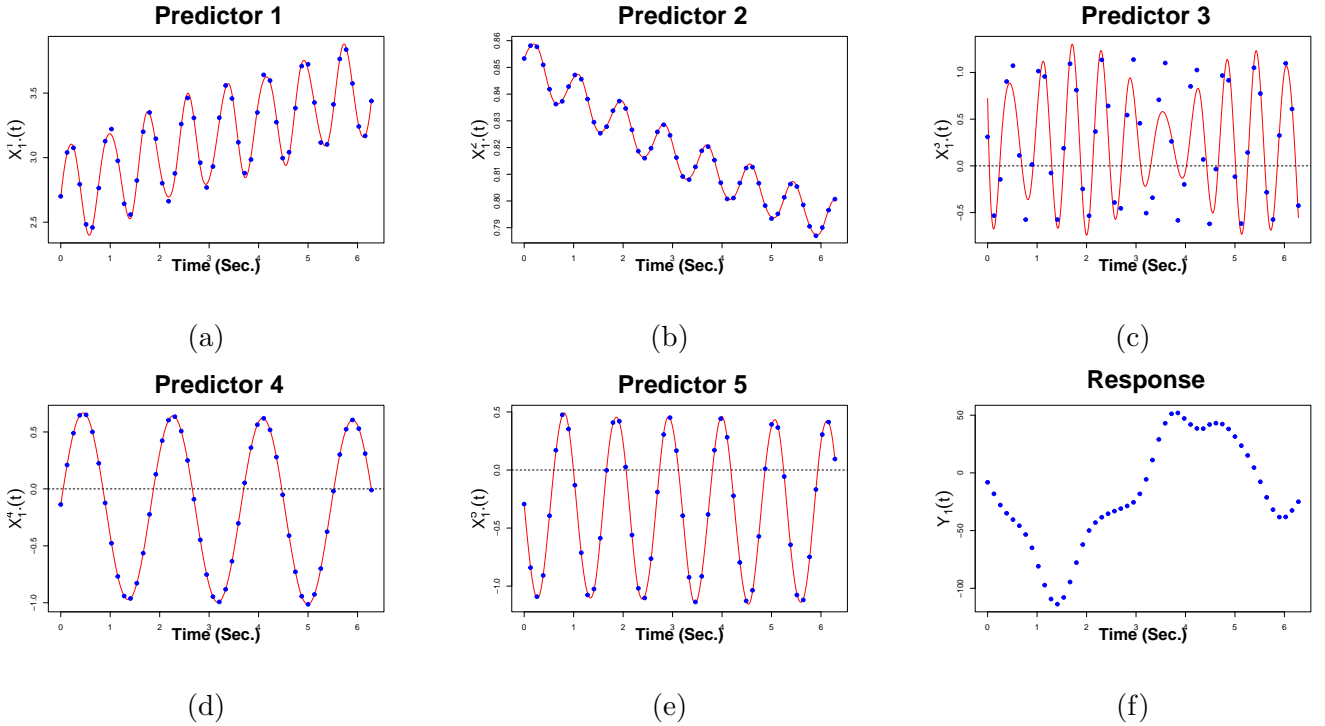 Predictor 1
Predictor 2
Predictor 3
X₁¹.(t)
2.5 3.0 3.5
0 1 2 3 4 5 6
Time (Sec.)
X₁².(t)
0.79 0.80 0.81 0.82 0.83 0.84 0.85 0.86
0 1 2 3 4 5 6
Time (Sec.)
X₁³.(t)
−0.5 0.0 0.5 1.0
0 1 2 3 4 5 6
Time (Sec.)
(a)
(b)
(c)
Predictor 4
Predictor 5
Response
X₁⁴.(t)
−1.0 −0.5 0.0 0.5
0 1 2 3 4 5 6
Time (Sec.)
X₁⁵.(t)
−1.0 −0.5 0.0 0.5
0 1 2 3 4 5 6
Time (Sec.)
Y₁(t)
−100 −50 0 50
0 1 2 3 4 5 6
Time (Sec.)
(d)
(e)
(f)